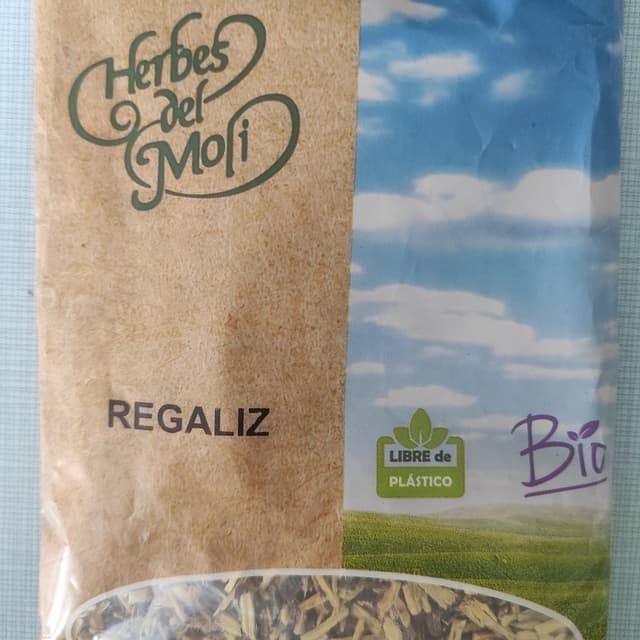 Herbes
del
Molí
REGALIZ
LIBRE de
PLÁSTICO
Bio